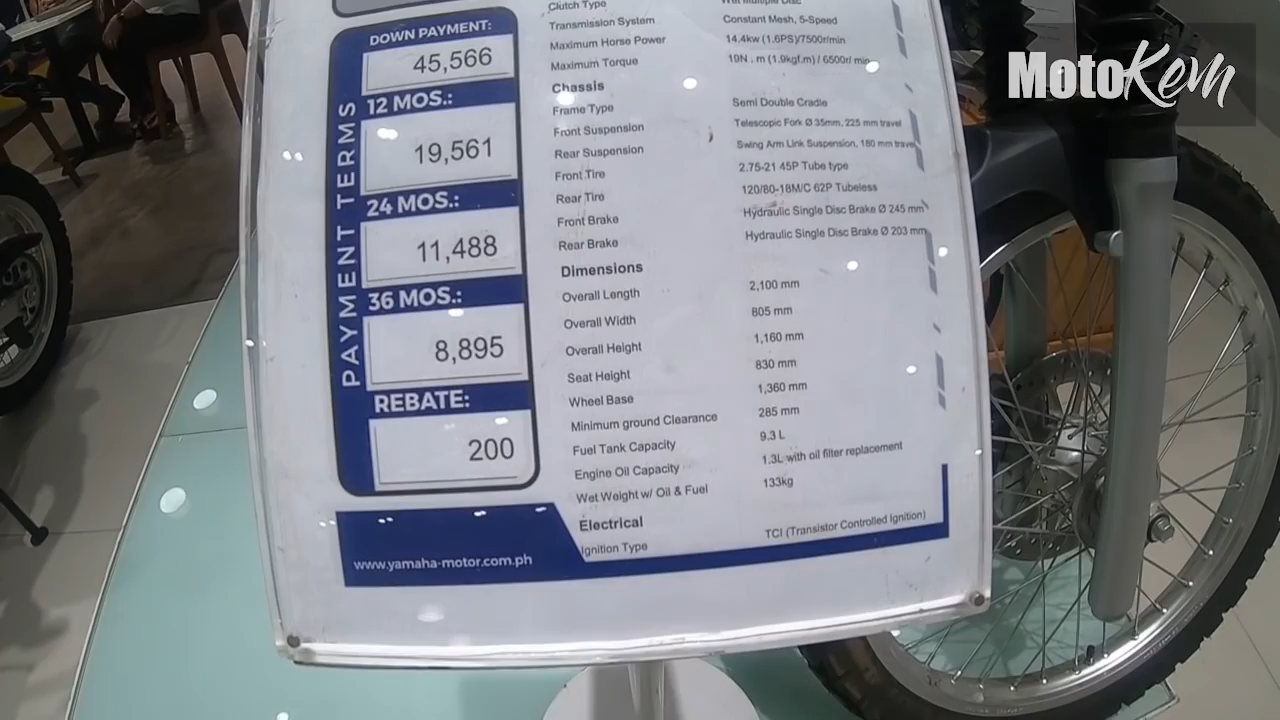 MotoKevn
DOWN PAYMENT:
45,566
12 MOS.:
19,561
24 MOS.:
11,488
36 MOS.:
8,895
REBATE:
200
PAYMENT TERMS
www.yamaha-motor.com.ph
Clutch Type
Transmission System Constant Mesh, 5-Speed
Maximum Horse Power 14.4kw (1.6PS)/7500r/min
Maximum Torque 10N . m (1.9kgf.m) / 6500r/ min
Chassis
Frame Type Semi Double Cradle
Front Suspension Telescopic Fork Ø 35mm, 225 mm travel
Rear Suspension Swing Arm Link Suspension, 180 mm travel
Front Tire 2.75-21 45P Tube type
Rear Tire 120/80-18M/C 62P Tubeless
Front Brake Hydraulic Single Disc Brake Ø 245 mm
Rear Brake Hydraulic Single Disc Brake Ø 203 mm
Dimensions
Overall Length 2,100 mm
Overall Width 805 mm
Overall Height 1,160 mm
Seat Height 830 mm
Wheel Base 1,360 mm
Minimum ground Clearance 285 mm
Fuel Tank Capacity 9.3 L
Engine Oil Capacity 1.3L with oil filter replacement
Wet Weight w/ Oil & Fuel 133kg
Electrical
Ignition Type TCI (Transistor Controlled Ignition)